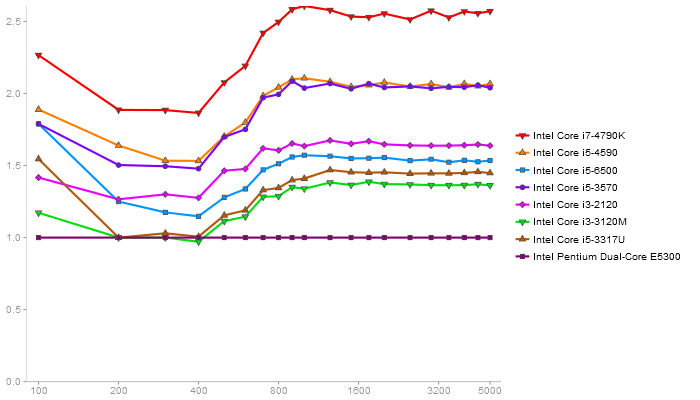 2.5
2.0
1.5
1.0
0.5
0.0
100 200 400 800 1600 3200 5000
Intel Core i7-4790K
Intel Core i5-4590
Intel Core i5-6500
Intel Core i5-3570
Intel Core i3-2120
Intel Core i3-3120M
Intel Core i5-3317U
Intel Pentium Dual-Core E5300